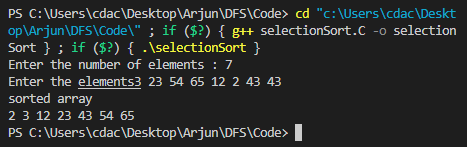 PS C:\Users\cdac\Desktop\Arjun\DFS\Code> cd "c:\Users\cdac\Deskt
op\Arjun\DFS\Code\" ; if ($?) { g++ selectionSort.C -o selection
Sort } ; if ($?) { .\selectionSort }
Enter the number of elements : 7
Enter the elements3 23 54 65 12 2 43 43
sorted array
2 3 12 23 43 54 65
PS C:\Users\cdac\Desktop\Arjun\DFS\Code>